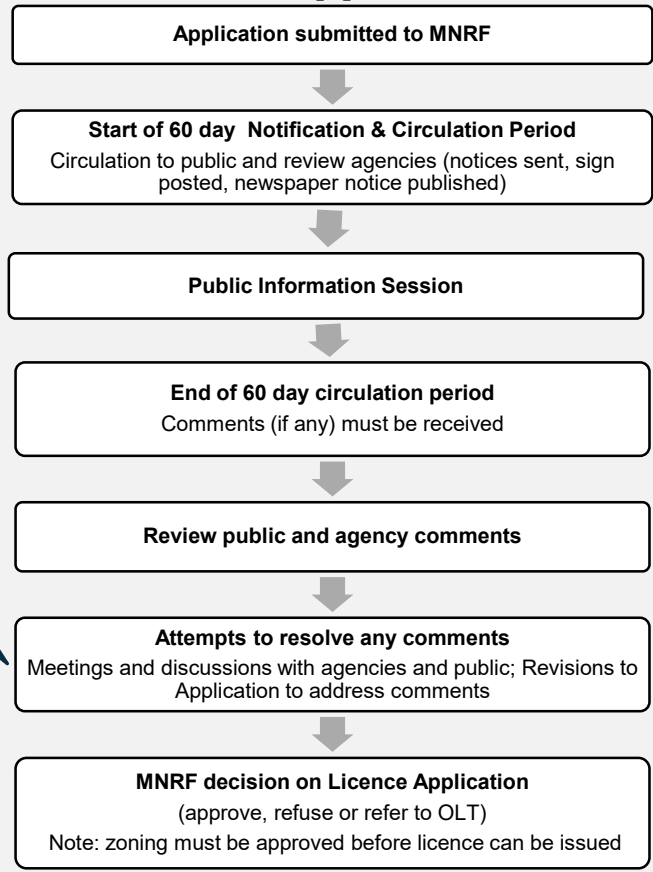 Application submitted to MNRF
Start of 60 day  Notification & Circulation Period
Circulation to public and review agencies (notices sent, sign
posted, newspaper notice published)
Public Information Session
End of 60 day circulation period
Comments (if any) must be received
Review public and agency comments
Attempts to resolve any comments
Meetings and discussions with agencies and public; Revisions to
Application to address comments
MNRF decision on Licence Application
(approve, refuse or refer to OLT)
Note: zoning must be approved before licence can be issued